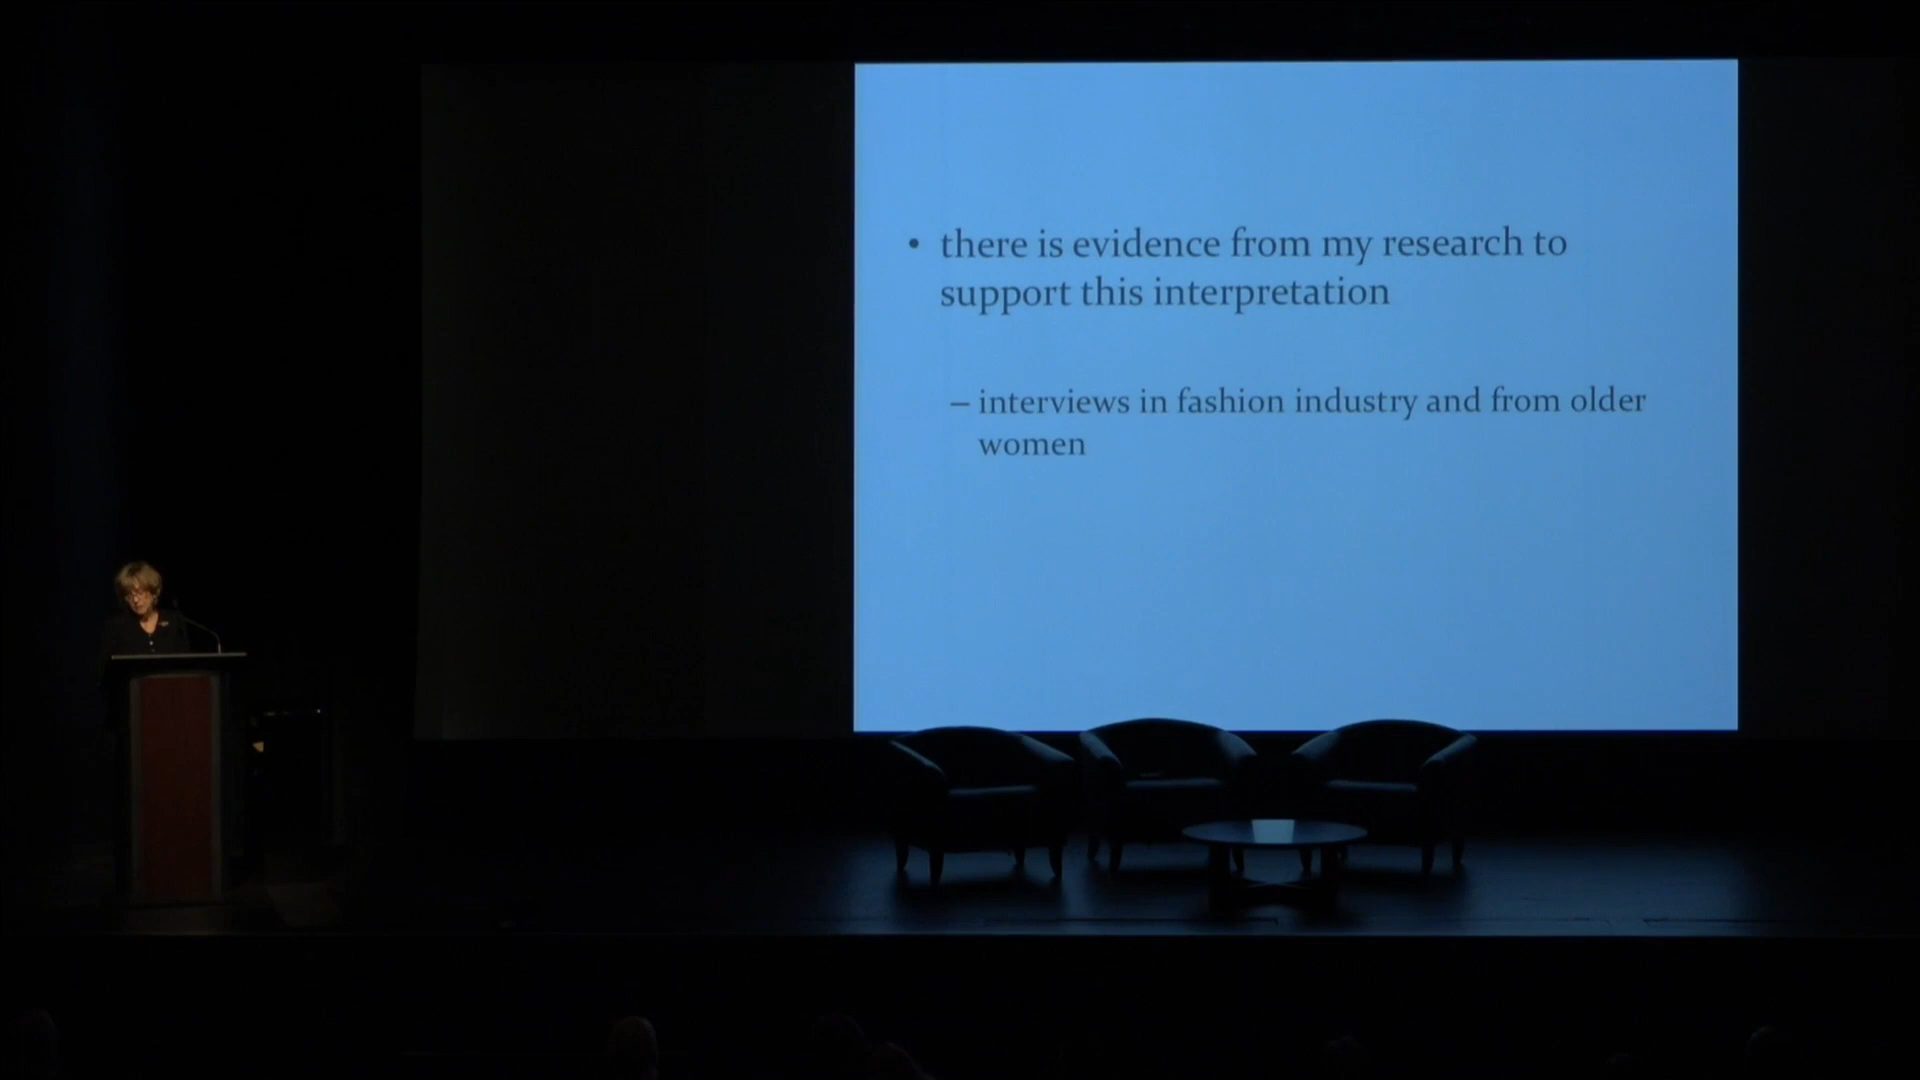 • there is evidence from my research to
support this interpretation
– interviews in fashion industry and from older
women